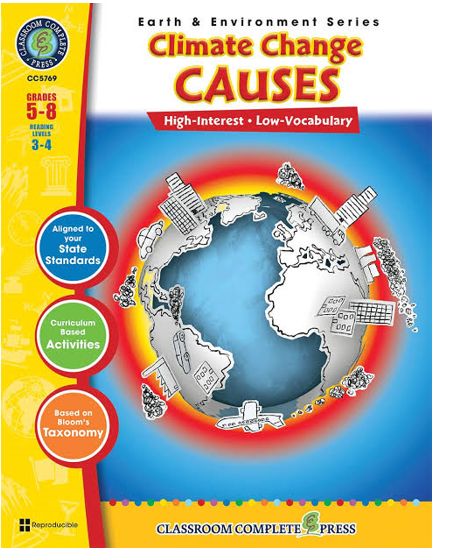 CLASSROOM COMPLETE
PRESS
CC5769
GRADES
5-8
READING
LEVELS
3-4
Earth & Environment Series
Climate Change
CAUSES
High-Interest • Low-Vocabulary
Aligned to
your
State
Standards
Curriculum
Based
Activities
Based on
Bloom's
Taxonomy
Reproducible
CLASSROOM COMPLETE PRESS